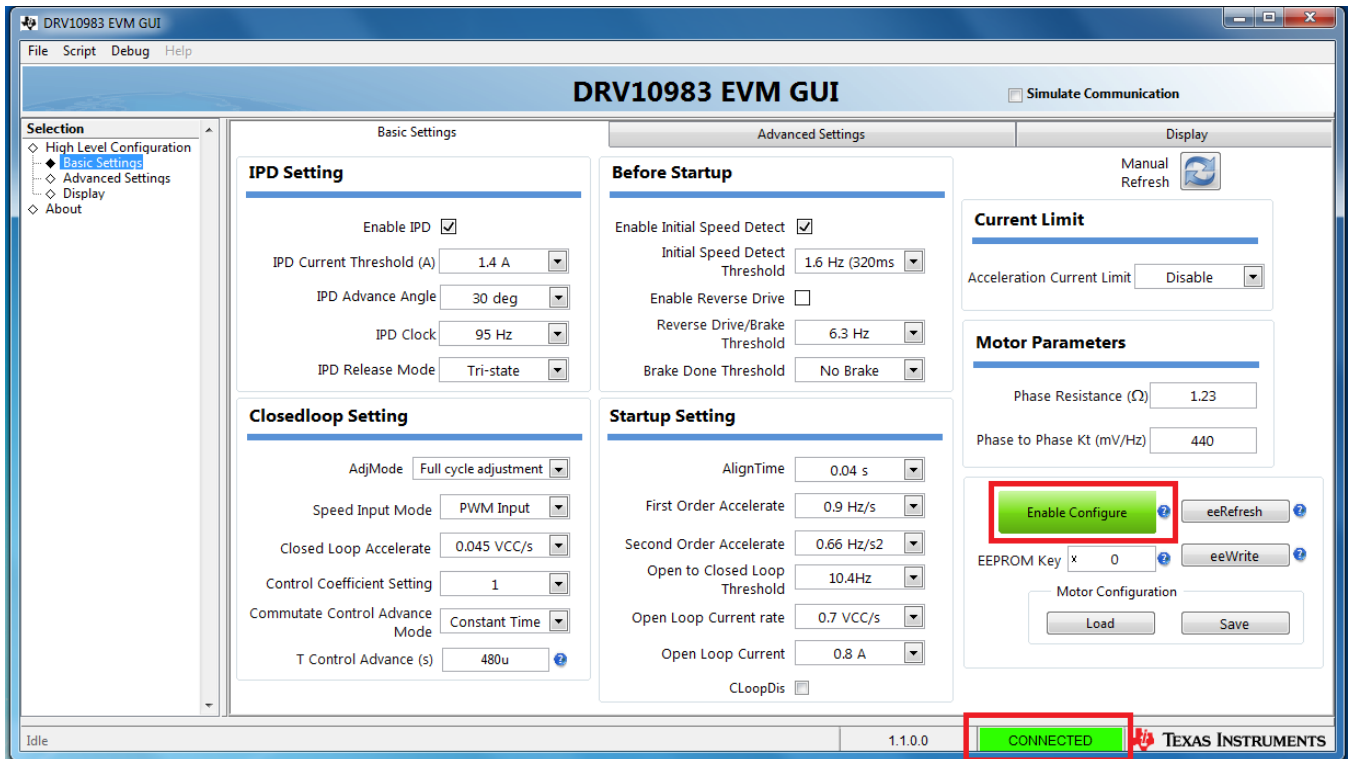 DRV10983 EVM GUI
File Script Debug Help
DRV10983 EVM GUI
Simulate Communication
Selection
High Level Configuration
Basic Settings
Advanced Settings
Display
About
Basic Settings
Advanced Settings
Display
Manual
Refresh
IPD Setting
Enable IPD
IPD Current Threshold (A) 1.4 A
IPD Advance Angle 30 deg
IPD Clock 95 Hz
IPD Release Mode Tri-state
Closedloop Setting
AdjMode Full cycle adjustment
Speed Input Mode PWM Input
Closed Loop Accelerate 0.045 VCC/s
Control Coefficient Setting 1
Commutate Control Advance
Mode Constant Time
T Control Advance (s) 480u ?
Before Startup
Enable Initial Speed Detect
Initial Speed Detect
Threshold 1.6 Hz (320ms
Enable Reverse Drive
Reverse Drive/Brake
Threshold 6.3 Hz
Brake Done Threshold No Brake
Startup Setting
AlignTime 0.04 s
First Order Accelerate 0.9 Hz/s
Second Order Accelerate 0.66 Hz/s2
Open to Closed Loop
Threshold 10.4Hz
Open Loop Current rate 0.7 VCC/s
Open Loop Current 0.8 A
CLoopDis
Current Limit
Acceleration Current Limit Disable
Motor Parameters
Phase Resistance (Ω) 1.23
Phase to Phase Kt (mV/Hz) 440
Enable Configure ? eeRefresh ?
EEPROM Key x 0 ? eeWrite ?
Motor Configuration
Load Save
Idle 1.1.0.0 CONNECTED TEXAS INSTRUMENTS